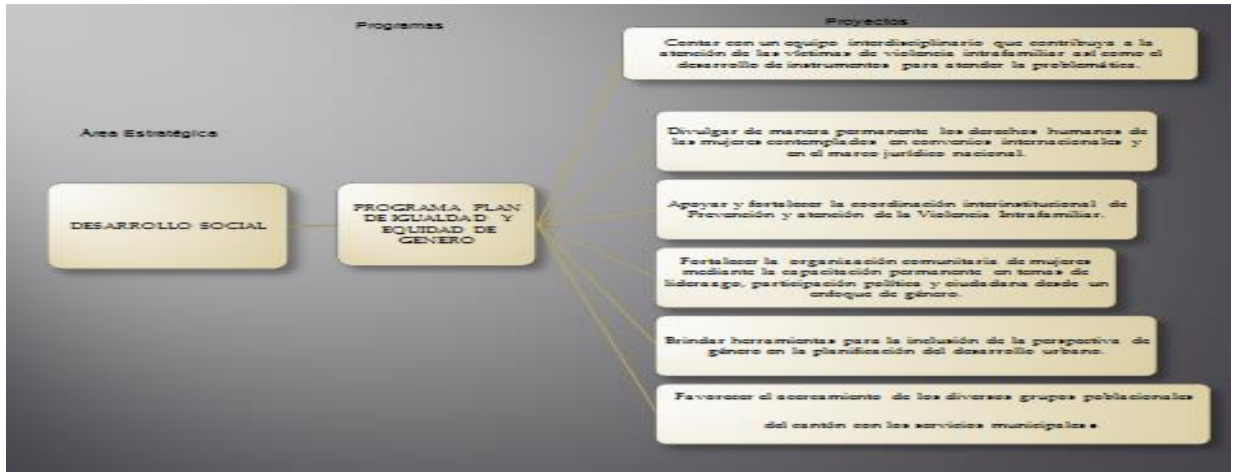 Programas
Proyectos
Área Estratégica
DESARROLLO SOCIAL
PROGRAMA PLAN
DE IGUALDAD Y
EQUIDAD DE
GENERO
Contar con un equipo interdisciplinario que contribuya a la
atención de las víctimas de violencia intrafamiliar así como el
desarrollo de instrumentos para atender la problemática.
Divulgar de manera permanente los derechos humanos de
las mujeres contemplados en convenios internacionales y
en el marco jurídico nacional.
Apoyar y fortalecer la coordinación interinstitucional de
Prevención y atención de la Violencia Intrafamiliar.
Fortalecer la organización comunitaria de mujeres
mediante la capacitación permanente en temas de
liderazgo, participación política y ciudadana desde un
enfoque de género.
Brindar herramientas para la inclusión de la perspectiva de
género en la planificación del desarrollo urbano.
Favorecer el acercamiento de los diversos grupos poblacionales
del cantón con los servicios municipales